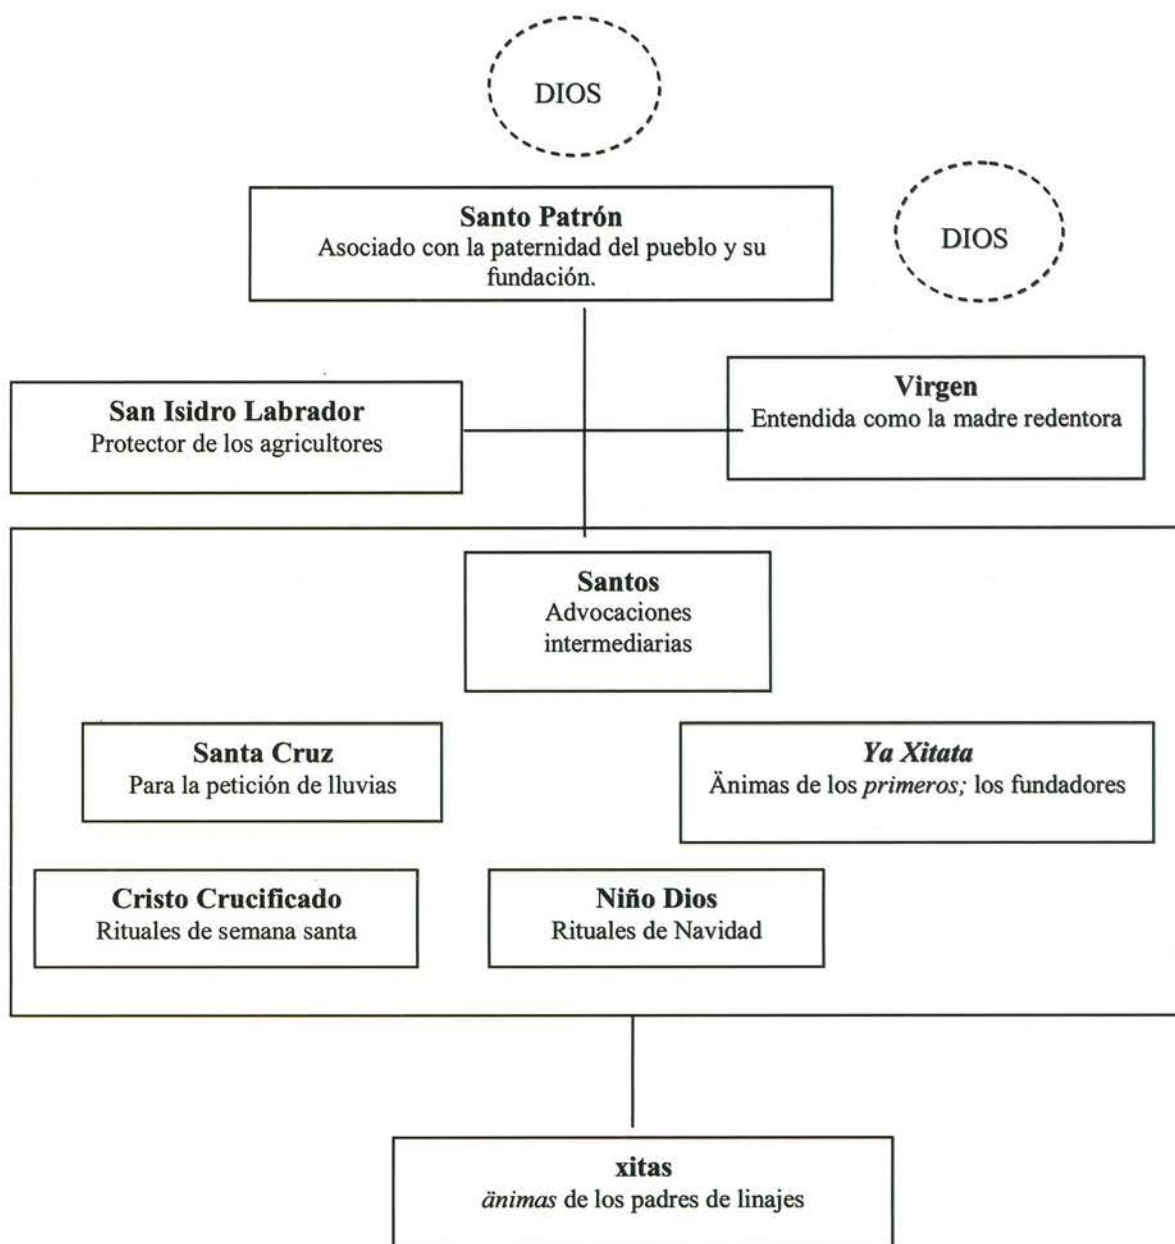 DIOS
Santo Patrón
Asociado con la paternidad del pueblo y su
fundación.
DIOS
San Isidro Labrador
Protector de los agricultores
Virgen
Entendida como la madre redentora
Santos
Advocaciones
intermediarias
Santa Cruz
Para la petición de lluvias
Ya Xitata
Änimas de los primeros; los fundadores
Cristo Crucificado
Rituales de semana santa
Niño Dios
Rituales de Navidad
xitas
änimas de los padres de linajes